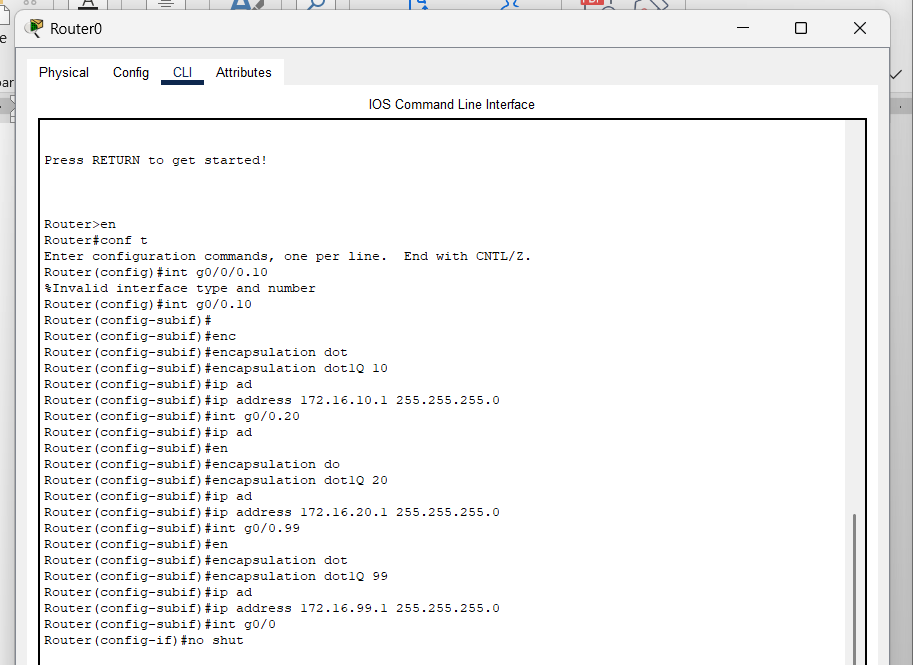 Router0
Physical Config CLI Attributes
IOS Command Line Interface
Press RETURN to get started!
Router>en
Router#conf t
Enter configuration commands, one per line.  End with CNTL/Z.
Router(config)#int g0/0/0.10
%Invalid interface type and number
Router(config)#int g0/0.10
Router(config-subif)#
Router(config-subif)#enc
Router(config-subif)#encapsulation dot
Router(config-subif)#encapsulation dot1Q 10
Router(config-subif)#ip ad
Router(config-subif)#ip address 172.16.10.1 255.255.255.0
Router(config-subif)#int g0/0.20
Router(config-subif)#ip ad
Router(config-subif)#en
Router(config-subif)#encapsulation do
Router(config-subif)#encapsulation dot1Q 20
Router(config-subif)#ip ad
Router(config-subif)#ip address 172.16.20.1 255.255.255.0
Router(config-subif)#int g0/0.99
Router(config-subif)#en
Router(config-subif)#encapsulation dot
Router(config-subif)#encapsulation dot1Q 99
Router(config-subif)#ip ad
Router(config-subif)#ip address 172.16.99.1 255.255.255.0
Router(config-subif)#int g0/0
Router(config-if)#no shut